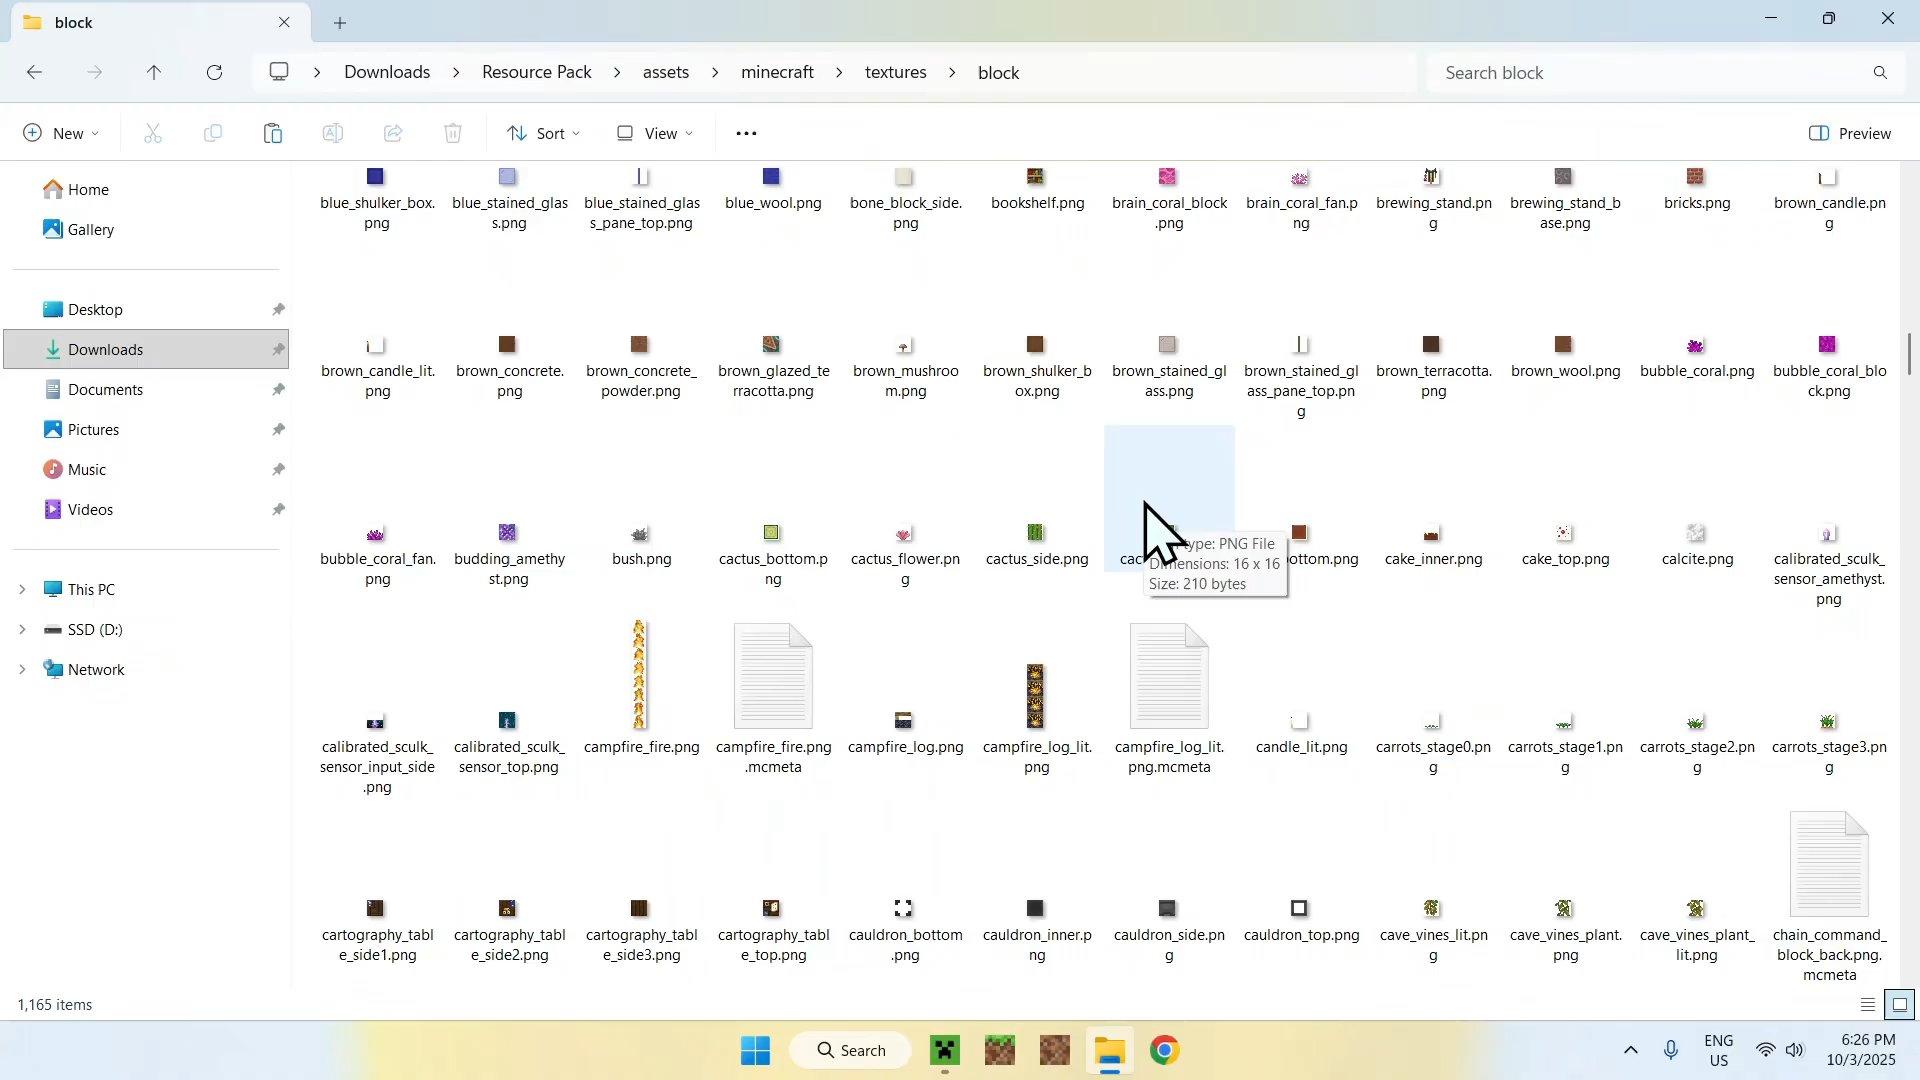 block
Downloads
Resource Pack
assets
minecraft
textures
block
Search block
New
Sort
View
Preview
Home
Gallery
Desktop
Downloads
Documents
Pictures
Music
Videos
This PC
SSD (D:)
Network
blue_shulker_box.
png
blue_stained_glas
s.png
blue_stained_glas
s_pane_top.png
blue_wool.png
bone_block_side.
png
bookshelf.png
brain_coral_block
.png
brain_coral_fan.p
ng
brewing_stand.pn
g
brewing_stand_b
ase.png
bricks.png
brown_candle.pn
g
brown_candle_lit.
png
brown_concrete.
png
brown_concrete_
powder.png
brown_glazed_te
rracotta.png
brown_mushroo
m.png
brown_shulker_b
ox.png
brown_stained_gl
ass.png
brown_stained_gl
ass_pane_top.pn
g
brown_terracotta.
png
brown_wool.png
bubble_coral.png
bubble_coral_blo
ck.png
bubble_coral_fan.
png
budding_amethy
st.png
bush.png
cactus_bottom.p
ng
cactus_flower.pn
g
cactus_side.png
cac
type: PNG File
Dimensions: 16 x 16
Size: 210 bytes
bottom.png
cake_inner.png
cake_top.png
calcite.png
calibrated_sculk_
sensor_amethyst.
png
calibrated_sculk_
sensor_input_side
.png
calibrated_sculk_
sensor_top.png
campfire_fire.png
campfire_fire.png
.mcmeta
campfire_log.png
campfire_log_lit.
png
campfire_log_lit.
png.mcmeta
candle_lit.png
carrots_stage0.pn
g
carrots_stage1.pn
g
carrots_stage2.pn
g
carrots_stage3.pn
g
cartography_tabl
e_side1.png
cartography_tabl
e_side2.png
cartography_tabl
e_side3.png
cartography_tabl
e_top.png
cauldron_bottom
.png
cauldron_inner.p
ng
cauldron_side.pn
g
cauldron_top.png
cave_vines_lit.pn
g
cave_vines_plant.
png
cave_vines_plant_
lit.png
chain_command_
block_back.png.
mcmeta
1,165 items
Search
ENG
US
6:26 PM
10/3/2025